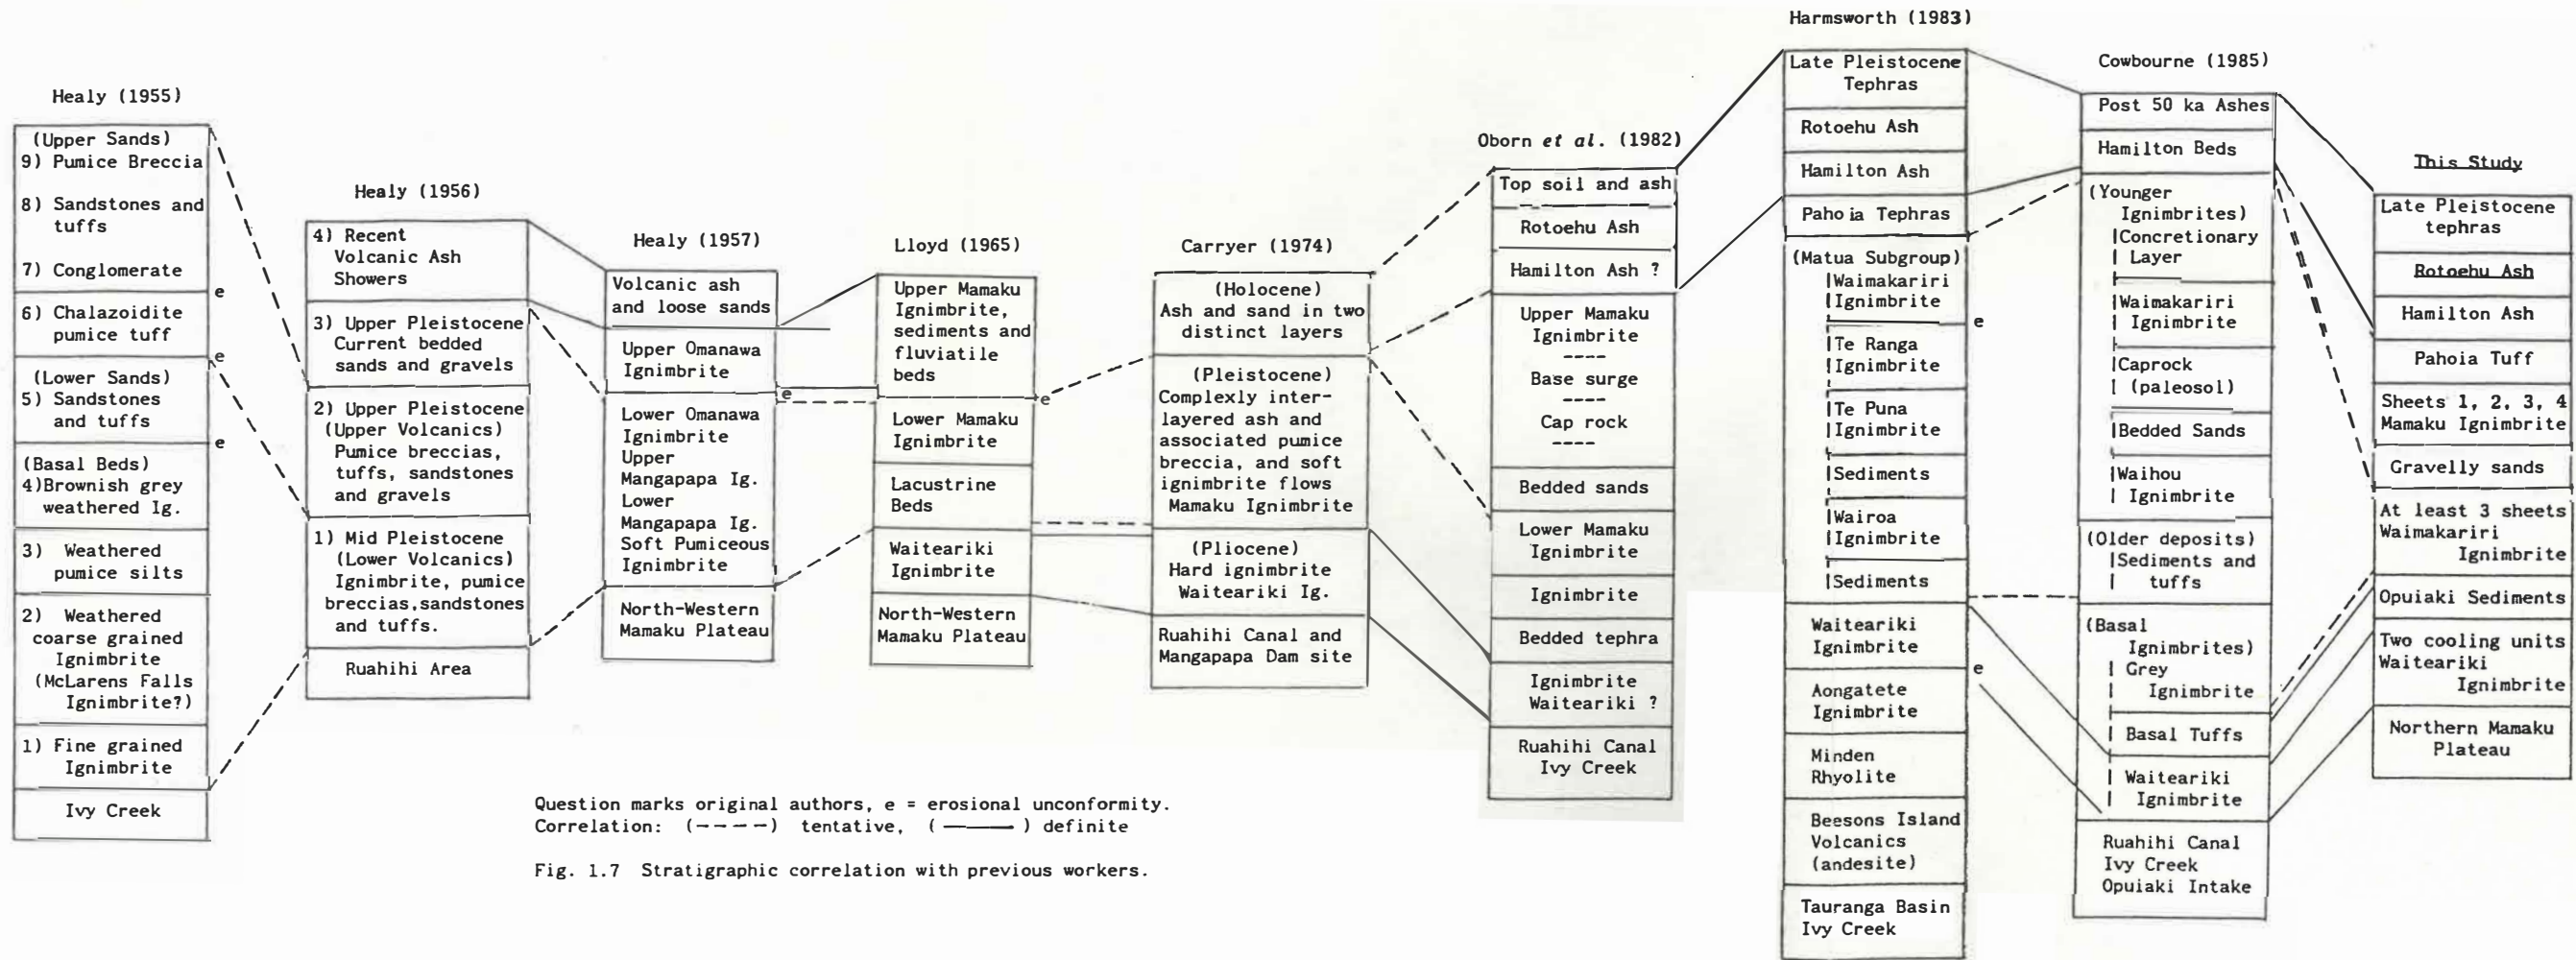 Healy (1955)
(Upper Sands)
9) Pumice Breccia
8) Sandstones and
tuffs
7) Conglomerate
e
6) Chalazoidite
pumice tuff
e
(Lower Sands)
5) Sandstones
and tuffs
e
(Basal Beds)
4)Brownish grey
weathered Ig.
3) Weathered
pumice silts
2) Weathered
coarse grained
Ignimbrite
(McLarens Falls
Ignimbrite?)
1) Fine grained
Ignimbrite
Ivy Creek
Healy (1956)
4) Recent
Volcanic Ash
Showers
3) Upper Pleistocene
Current bedded
sands and gravels
2) Upper Pleistocene
(Upper Volcanics)
Pumice breccias,
tuffs, sandstones
and gravels
1) Mid Pleistocene
(Lower Volcanics)
Ignimbrite, pumice
breccias,sandstones
and tuffs.
Ruahihi Area
Healy (1957)
Volcanic ash
and loose sands
Upper Omanawa
Ignimbrite
e
Lower Omanawa
Ignimbrite
Upper
Mangapapa Ig.
Lower
Mangapapa Ig.
Soft Pumiceous
Ignimbrite
North-Western
Mamaku Plateau
Lloyd (1965)
Upper Mamaku
Ignimbrite,
sediments and
fluviatile
beds
e
Lower Mamaku
Ignimbrite
Lacustrine
Beds
Waiteariki
Ignimbrite
North-Western
Mamaku Plateau
Carryer (1974)
(Holocene)
Ash and sand in two
distinct layers
(Pleistocene)
Complexly inter-
layered ash and
associated pumice
breccia, and soft
ignimbrite flows
Mamaku Ignimbrite
(Pliocene)
Hard ignimbrite
Waiteariki Ig.
Ruahihi Canal and
Mangapapa Dam site
Oborn et al. (1982)
Top soil and ash
Rotoehu Ash
Hamilton Ash ?
Upper Mamaku
Ignimbrite
----
Base surge
----
Cap rock
----
Bedded sands
Lower Mamaku
Ignimbrite
Ignimbrite
Bedded tephra
Ignimbrite
Waiteariki ?
Ruahihi Canal
Ivy Creek
Harmsworth (1983)
Late Pleistocene
Tephras
Rotoehu Ash
Hamilton Ash
Pahoia Tephras
(Matua Subgroup)
Waimakariri
Ignimbrite
e
Te Ranga
Ignimbrite
Te Puna
Ignimbrite
Sediments
Wairoa
Ignimbrite
Sediments
Waiteariki
Ignimbrite
e
Aongatete
Ignimbrite
Minden
Rhyolite
Beesons Island
Volcanics
(andesite)
Tauranga Basin
Ivy Creek
Cowbourne (1985)
Post 50 ka Ashes
Hamilton Beds
(Younger
Ignimbrites)
Concretionary
Layer
Waimakariri
Ignimbrite
Caprock
(paleosol)
Bedded Sands
Waihou
Ignimbrite
(Older deposits)
Sediments and
tuffs
(Basal
Ignimbrites)
Grey
Ignimbrite
Basal Tuffs
Waiteariki
Ignimbrite
Ruahihi Canal
Ivy Creek
Opuiaki Intake
This Study
Late Pleistocene
tephras
Rotoehu Ash
Hamilton Ash
Pahoia Tuff
Sheets 1, 2, 3, 4
Mamaku Ignimbrite
Gravelly sands
At least 3 sheets
Waimakariri
Ignimbrite
Opuiaki Sediments
Two cooling units
Waiteariki
Ignimbrite
Northern Mamaku
Plateau
Question marks original authors, e = erosional unconformity.
Correlation: (----) tentative, (——) definite
Fig. 1.7 Stratigraphic correlation with previous workers.